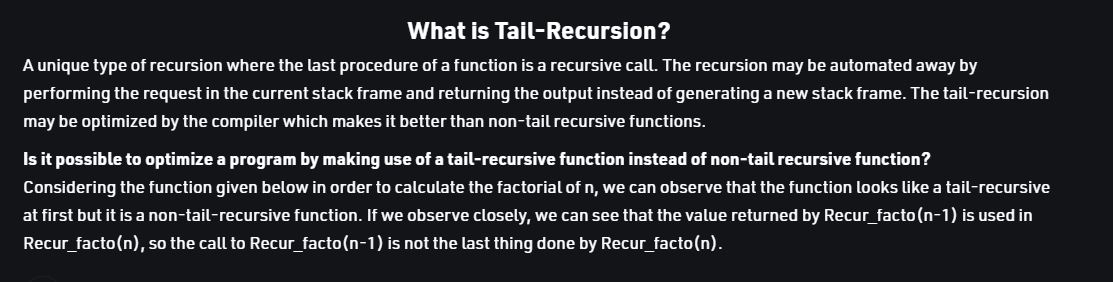 What is Tail-Recursion?
A unique type of recursion where the last procedure of a function is a recursive call. The recursion may be automated away by
performing the request in the current stack frame and returning the output instead of generating a new stack frame. The tail-recursion
may be optimized by the compiler which makes it better than non-tail recursive functions.
Is it possible to optimize a program by making use of a tail-recursive function instead of non-tail recursive function?
Considering the function given below in order to calculate the factorial of n, we can observe that the function looks like a tail-recursive
at first but it is a non-tail-recursive function. If we observe closely, we can see that the value returned by Recur_facto(n-1) is used in
Recur_facto(n), so the call to Recur_facto(n-1) is not the last thing done by Recur_facto(n).